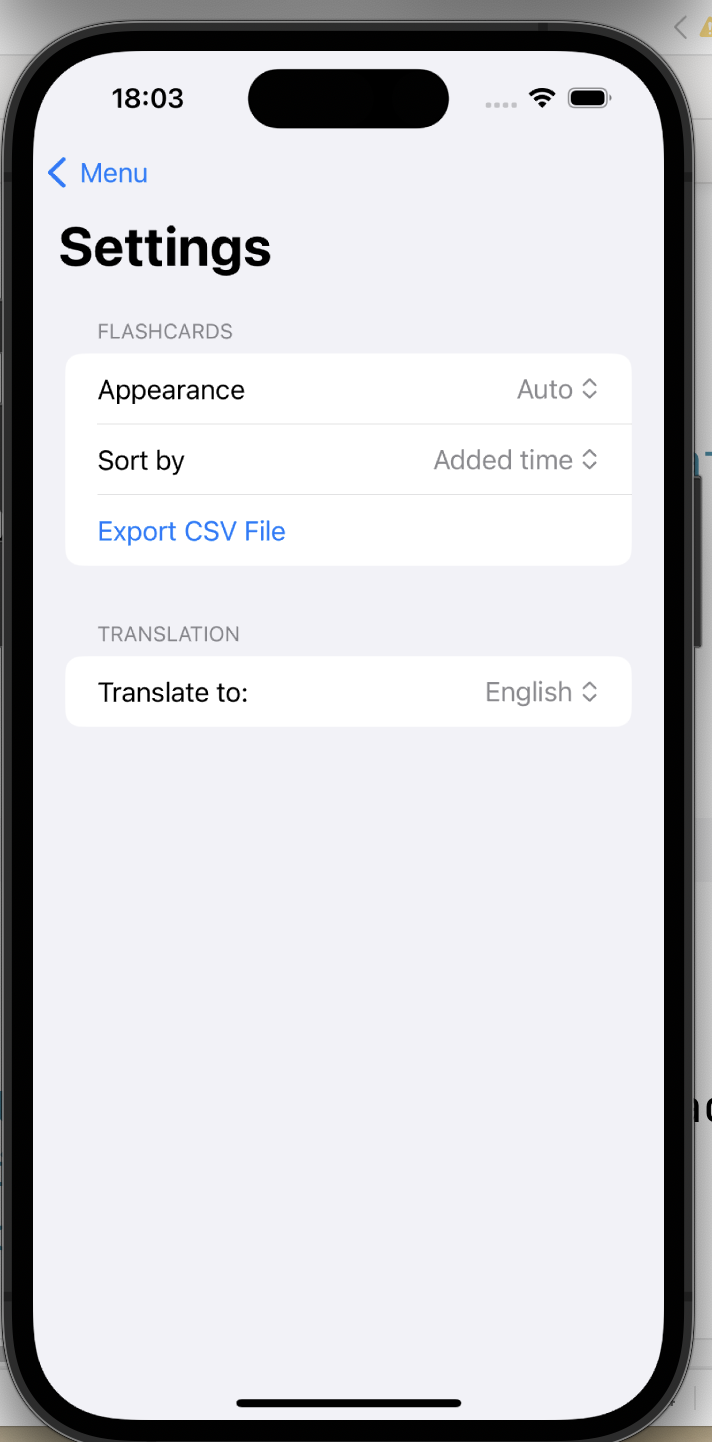 18:03
Menu
Settings
FLASHCARDS
Appearance Auto
Sort by Added time
Export CSV File
TRANSLATION
Translate to: English